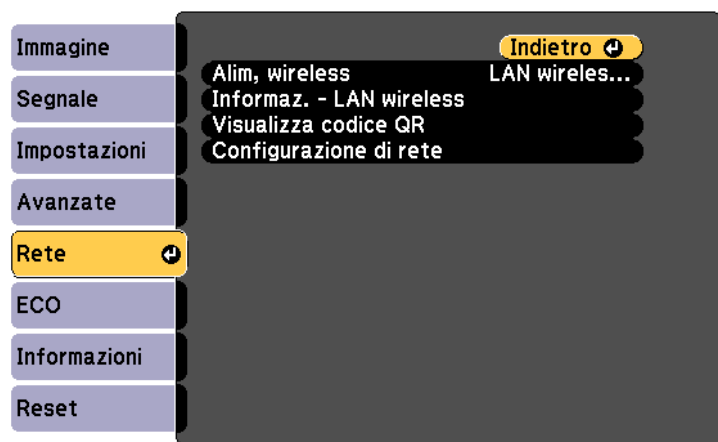 Immagine
Segnale
Impostazioni
Avanzate
Rete
ECO
Informazioni
Reset
Indietro
Alim, wireless LAN wireles...
Informaz. - LAN wireless
Visualizza codice QR
Configurazione di rete